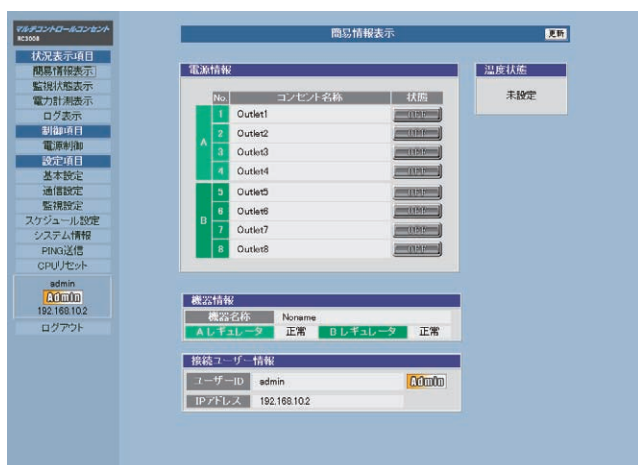 マルチコントロールコンセント
RC3008
状況表示項目
簡易情報表示
監視状態表示
電力計測表示
ログ表示
制御項目
電源制御
設定項目
基本設定
通信設定
監視設定
スケジュール設定
システム情報
PING送信
CPUリセット
admin
Admin
192.168.10.2
ログアウト
簡易情報表示
更新
電源情報
No. コンセント名称 状態
A
1 Outlet1
2 Outlet2
3 Outlet3
4 Outlet4
B
5 Outlet5
6 Outlet6
7 Outlet7
8 Outlet8
温度状態
未設定
機器情報
機器名称 Noname
Aレギュレータ 正常 Bレギュレータ 正常
接続ユーザー情報
ユーザーID admin Admin
IPアドレス 192.168.10.2